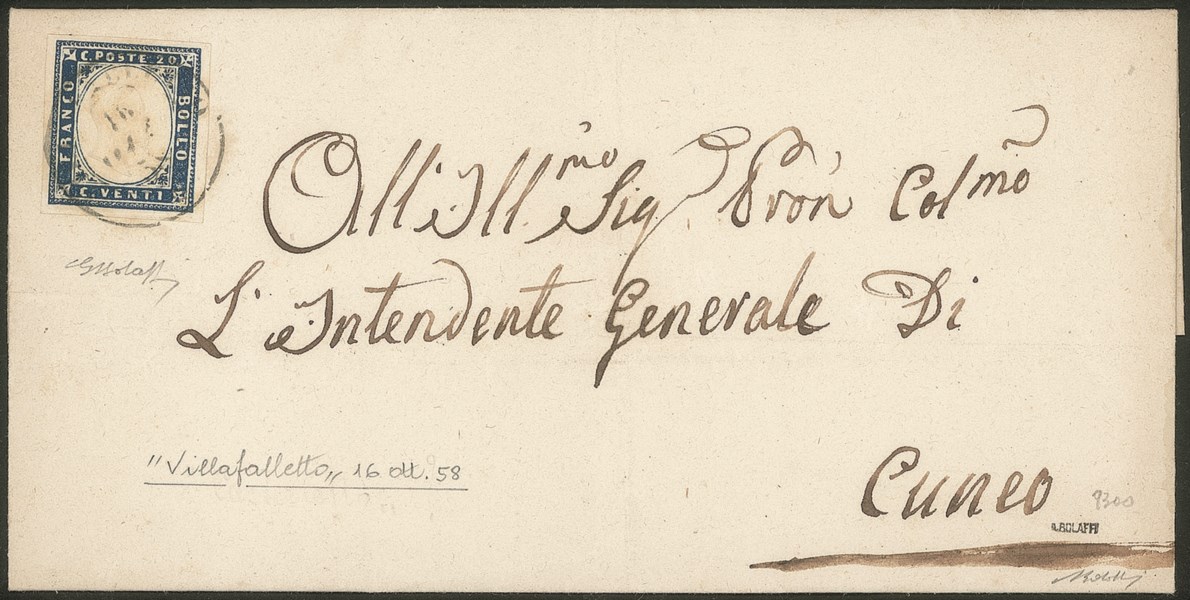 C. POSTE 20
FRANCO
BOLLO
C. VENTI
16
All' Ill.mo Sig. Pron Col.mo
L' Intendente Generale Di
Cuneo
"Villafalletto" 16 ott. 58
A. BOLAFFI